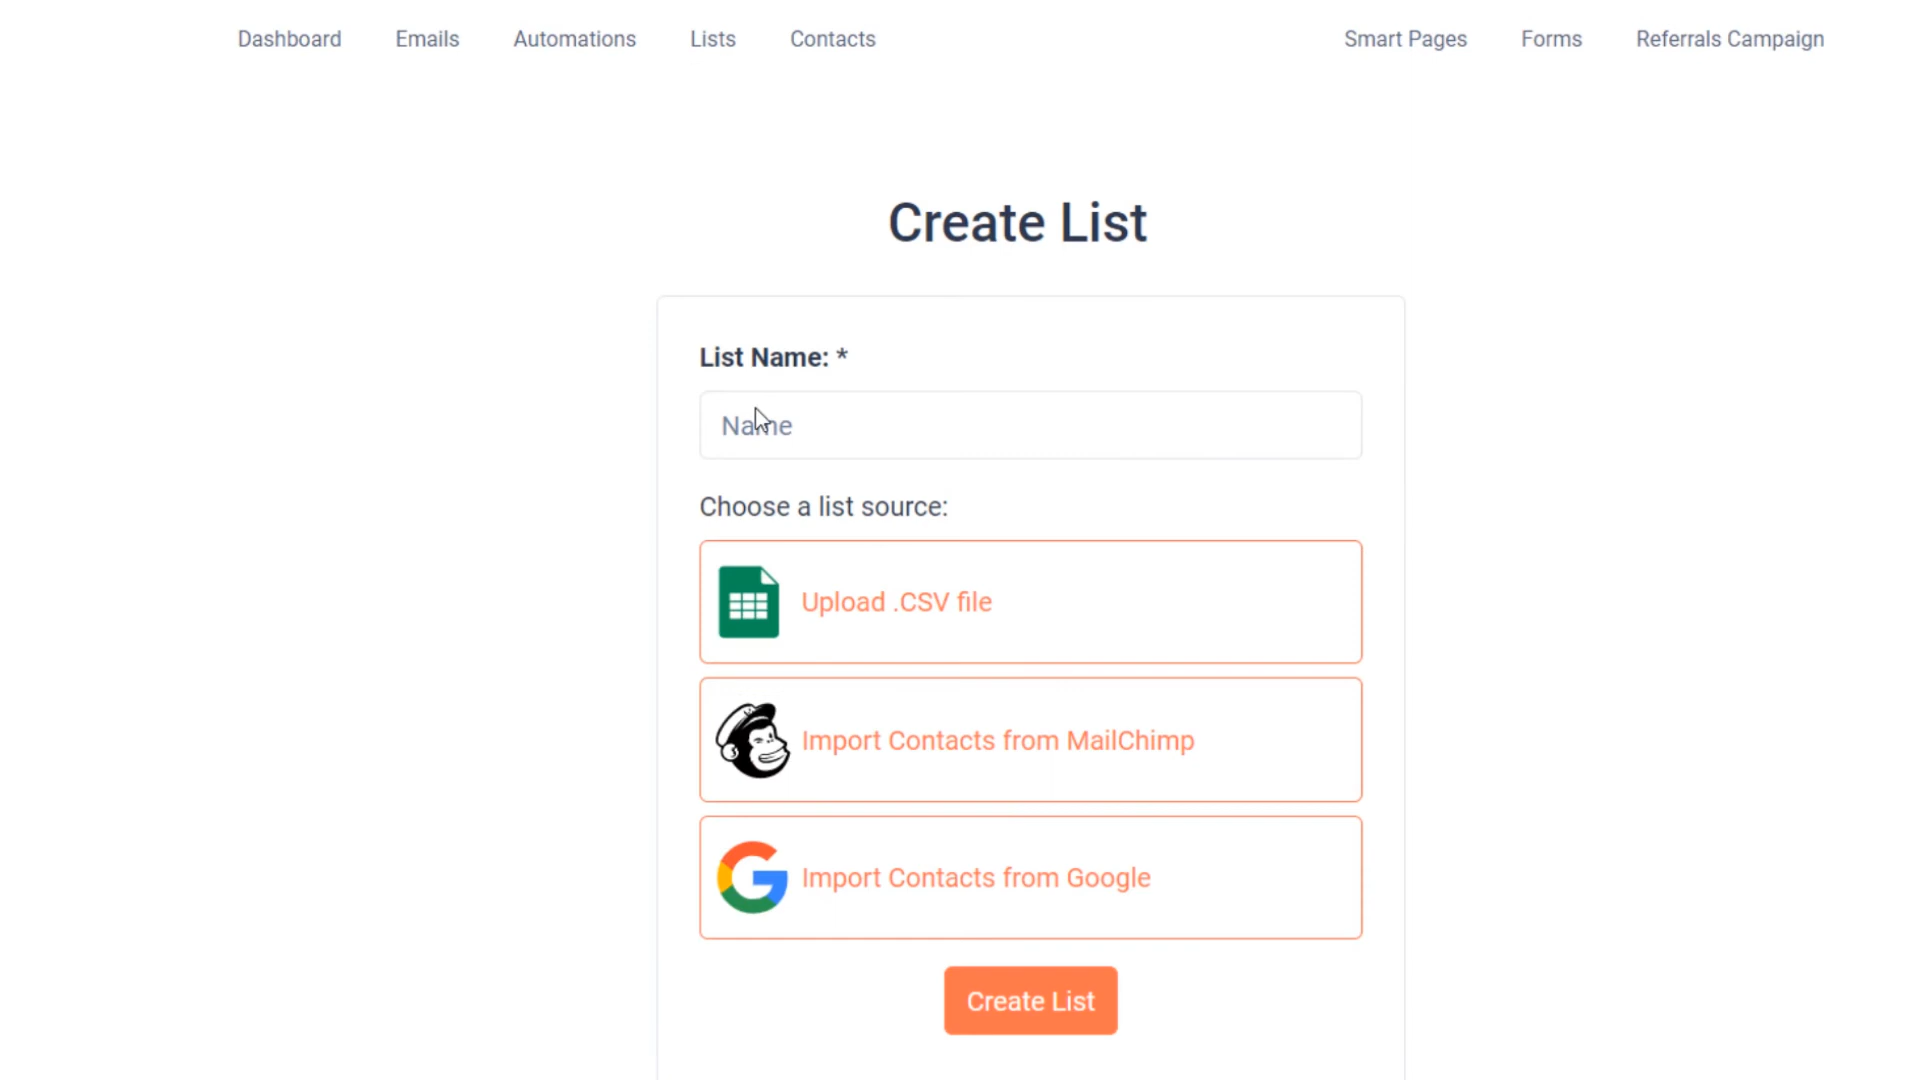 Dashboard Emails Automations Lists Contacts Smart Pages Forms Referrals Campaign
Create List
List Name: *
Name
Choose a list source:
Upload .CSV file
Import Contacts from MailChimp
Import Contacts from Google
Create List